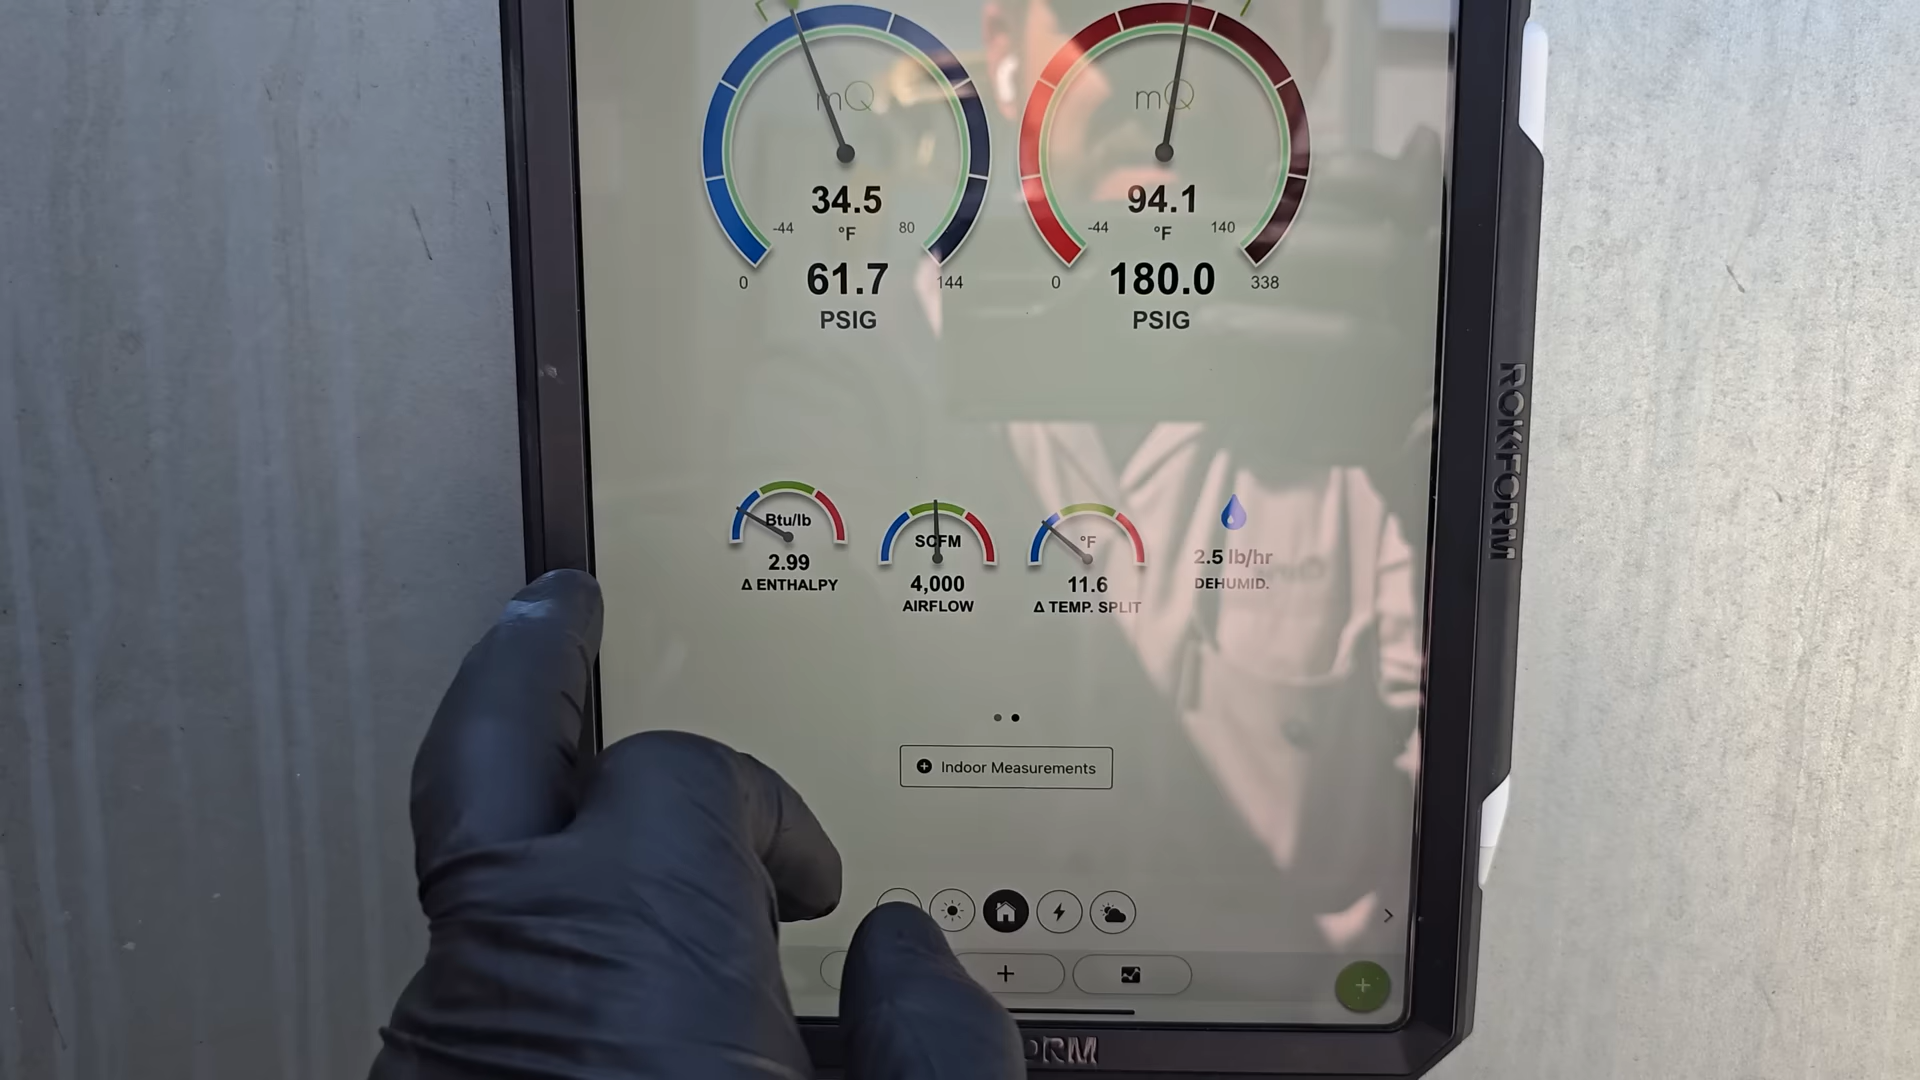 mQ
34.5
-44 °F 80
0 61.7 144
PSIG
mQ
94.1
-44 °F 140
0 180.0 338
PSIG
Btu/lb
2.99
Δ ENTHALPY
SCFM
4,000
AIRFLOW
°F
11.6
Δ TEMP. SPLIT
2.5 lb/hr
DEHUMID.
Indoor Measurements
ROKFORM
ORM